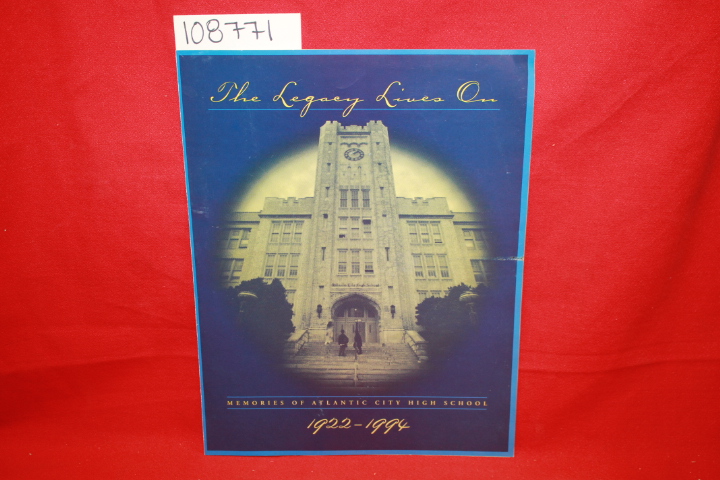 108771
The Legacy Lives On
MEMORIES OF ATLANTIC CITY HIGH SCHOOL
1922-1994